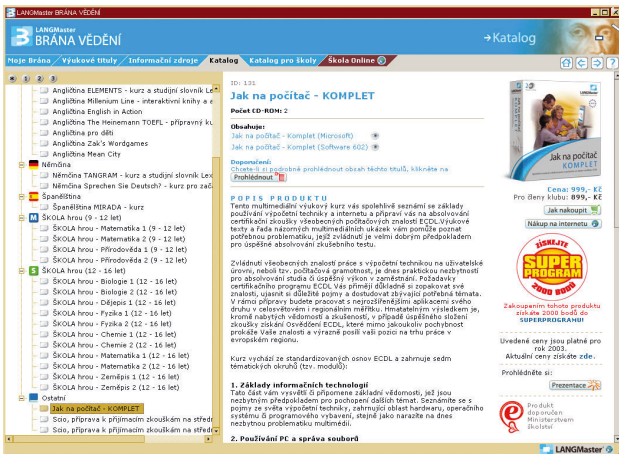 LANGMaster BRÁNA VĚDĚNÍ
LANGMaster
BRÁNA VĚDĚNÍ
→Katalog
Moje Brána Výukové tituly Informační zdroje Katalog Katalog pro školy Škola Online
1 2 3
Angličtina ELEMENTS - kurz a studijní slovník Le
Angličtina Millenium Line - interaktivní knihy a a
Angličtina English in Action
Angličtina The Heinemann TOEFL - přípravný ku
Angličtina pro děti
Angličtina Zak's Wordgames
Angličtina Mean City
Němčina
Němčina TANGRAM - kurz a studijní slovník Lex
Němčina Sprechen Sie Deutsch? - kurz pro zač
Španělština
Španělština MIRADA - kurz
M ŠKOLA hrou (9 - 12 let)
ŠKOLA hrou - Matematika 1 (9 - 12 let)
ŠKOLA hrou - Matematika 2 (9 - 12 let)
ŠKOLA hrou - Přírodověda 1 (9 - 12 let)
ŠKOLA hrou - Přírodověda 2 (9 - 12 let)
S ŠKOLA hrou (12 - 16 let)
ŠKOLA hrou - Biologie 1 (12 - 16 let)
ŠKOLA hrou - Biologie 2 (12 - 16 let)
ŠKOLA hrou - Dějepis 1 (12 - 16 let)
ŠKOLA hrou - Fyzika 1 (12 - 16 let)
ŠKOLA hrou - Fyzika 2 (12 - 16 let)
ŠKOLA hrou - Chemie 1 (12 - 16 let)
ŠKOLA hrou - Chemie 2 (12 - 16 let)
ŠKOLA hrou - Matematika 1 (12 - 16 let)
ŠKOLA hrou - Matematika 2 (12 - 16 let)
ŠKOLA hrou - Zeměpis 1 (12 - 16 let)
ŠKOLA hrou - Zeměpis 2 (12 - 16 let)
Ostatní
Jak na počítač - KOMPLET
Scio, příprava k přijímacím zkouškám na středn
Scio, příprava k přijímacím zkouškám na středn
ID: 131
Jak na počítač - KOMPLET
Počet CD-ROM: 2
Obsahuje:
Jak na počítač - Komplet (Microsoft)
Jak na počítač - Komplet (Software 602)
Doporučení:
Chcete-li si podrobně prohlédnout obsah těchto titulů, klikněte na
Prohlédnout
POPIS PRODUKTU
Tento multimediální výukový kurz vás spolehlivě seznámí se základy
používání výpočetní techniky a internetu a připraví vás na absolvování
certifikační zkoušky všeobecných počítačových znalostí ECDL.Výukové
texty a řada názorných multimediálních ukázek vám pomůže poznat
potřebnou problematiku, jejíž zvládnutí je velmi dobrým předpokladem
pro úspěšné absolvování zkušebního testu.
Zvládnutí všeobecných znalostí práce s výpočetní technikou na uživatelské
úrovni, neboli tzv. počítačová gramotnost, je dnes prakticky nezbytností
pro absolvování studia či úspěšný výkon v zaměstnání. Požadavky
certifikačního programu ECDL Vás přimějí důkladně si zopakovat své
znalosti, ujasnit si důležité pojmy a dostudovat zbývající potřebná témata.
V rámci přípravy budete pracovat s nejrozšířenějšími aplikacemi svého
druhu v celosvětovém i regionálním měřítku. Hmatatelným výsledkem je,
kromě nabytých vědomostí a zkušeností, v případě úspěšného složení
zkoušky získání Osvědčení ECDL, které mimo jakoukoliv pochybnost
prokáže Vaše znalosti a výrazně posílí vaši pozici na trhu práce v
evropském regionu.
Kurz vychází ze standardizovaných osnov ECDL a zahrnuje sedm
tématických okruhů (tzv. modulů):
1. Základy informačních technologií
Tato část vám vysvětlí či připomene základní vědomosti, jež jsou
nezbytným předpokladem pro pochopení dalších témat. Seznámíte se s
pojmy ze světa výpočetní techniky, zahrnující oblast hardwaru, operačního
systému či programového vybavení, stejně jako narazíte na dnes
nezbytnou problematiku multimédií.
2. Používání PC a správa souborů
Jak na počítač
KOMPLET
Cena: 999,- Kč
Pro členy klubu: 899,- Kč
Jak nakoupit
Nákup na internetu
ZÍSKEJTE
SUPER
PROGRAM
2000 BODŮ
Zakoupením tohoto produktu
získáte 2000 bodů do
SUPERPROGRAMU!
Uvedené ceny jsou platné pro
rok 2003.
Aktuální ceny získáte zde.
Prohlédněte si:
Prezentace
Produkt
doporučen
Ministerstvem
školství
LANGMaster